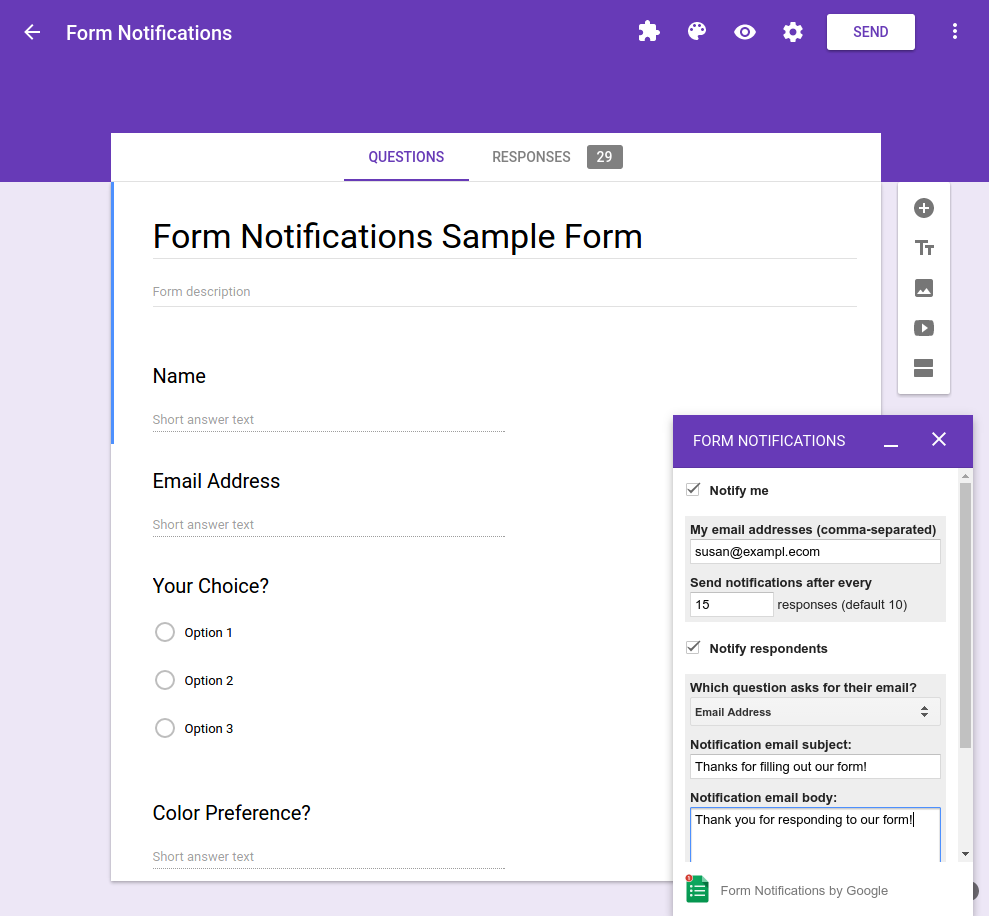 Form Notifications
SEND
QUESTIONS
RESPONSES 29
Form Notifications Sample Form
Form description
Name
Short answer text
Email Address
Short answer text
Your Choice?
Option 1
Option 2
Option 3
Color Preference?
Short answer text
Tт
FORM NOTIFICATIONS
Notify me
My email addresses (comma-separated)
susan@exampl.ecom
Send notifications after every
15 responses (default 10)
Notify respondents
Which question asks for their email?
Email Address
Notification email subject:
Thanks for filling out our form!
Notification email body:
Thank you for responding to our form!
Form Notifications by Google